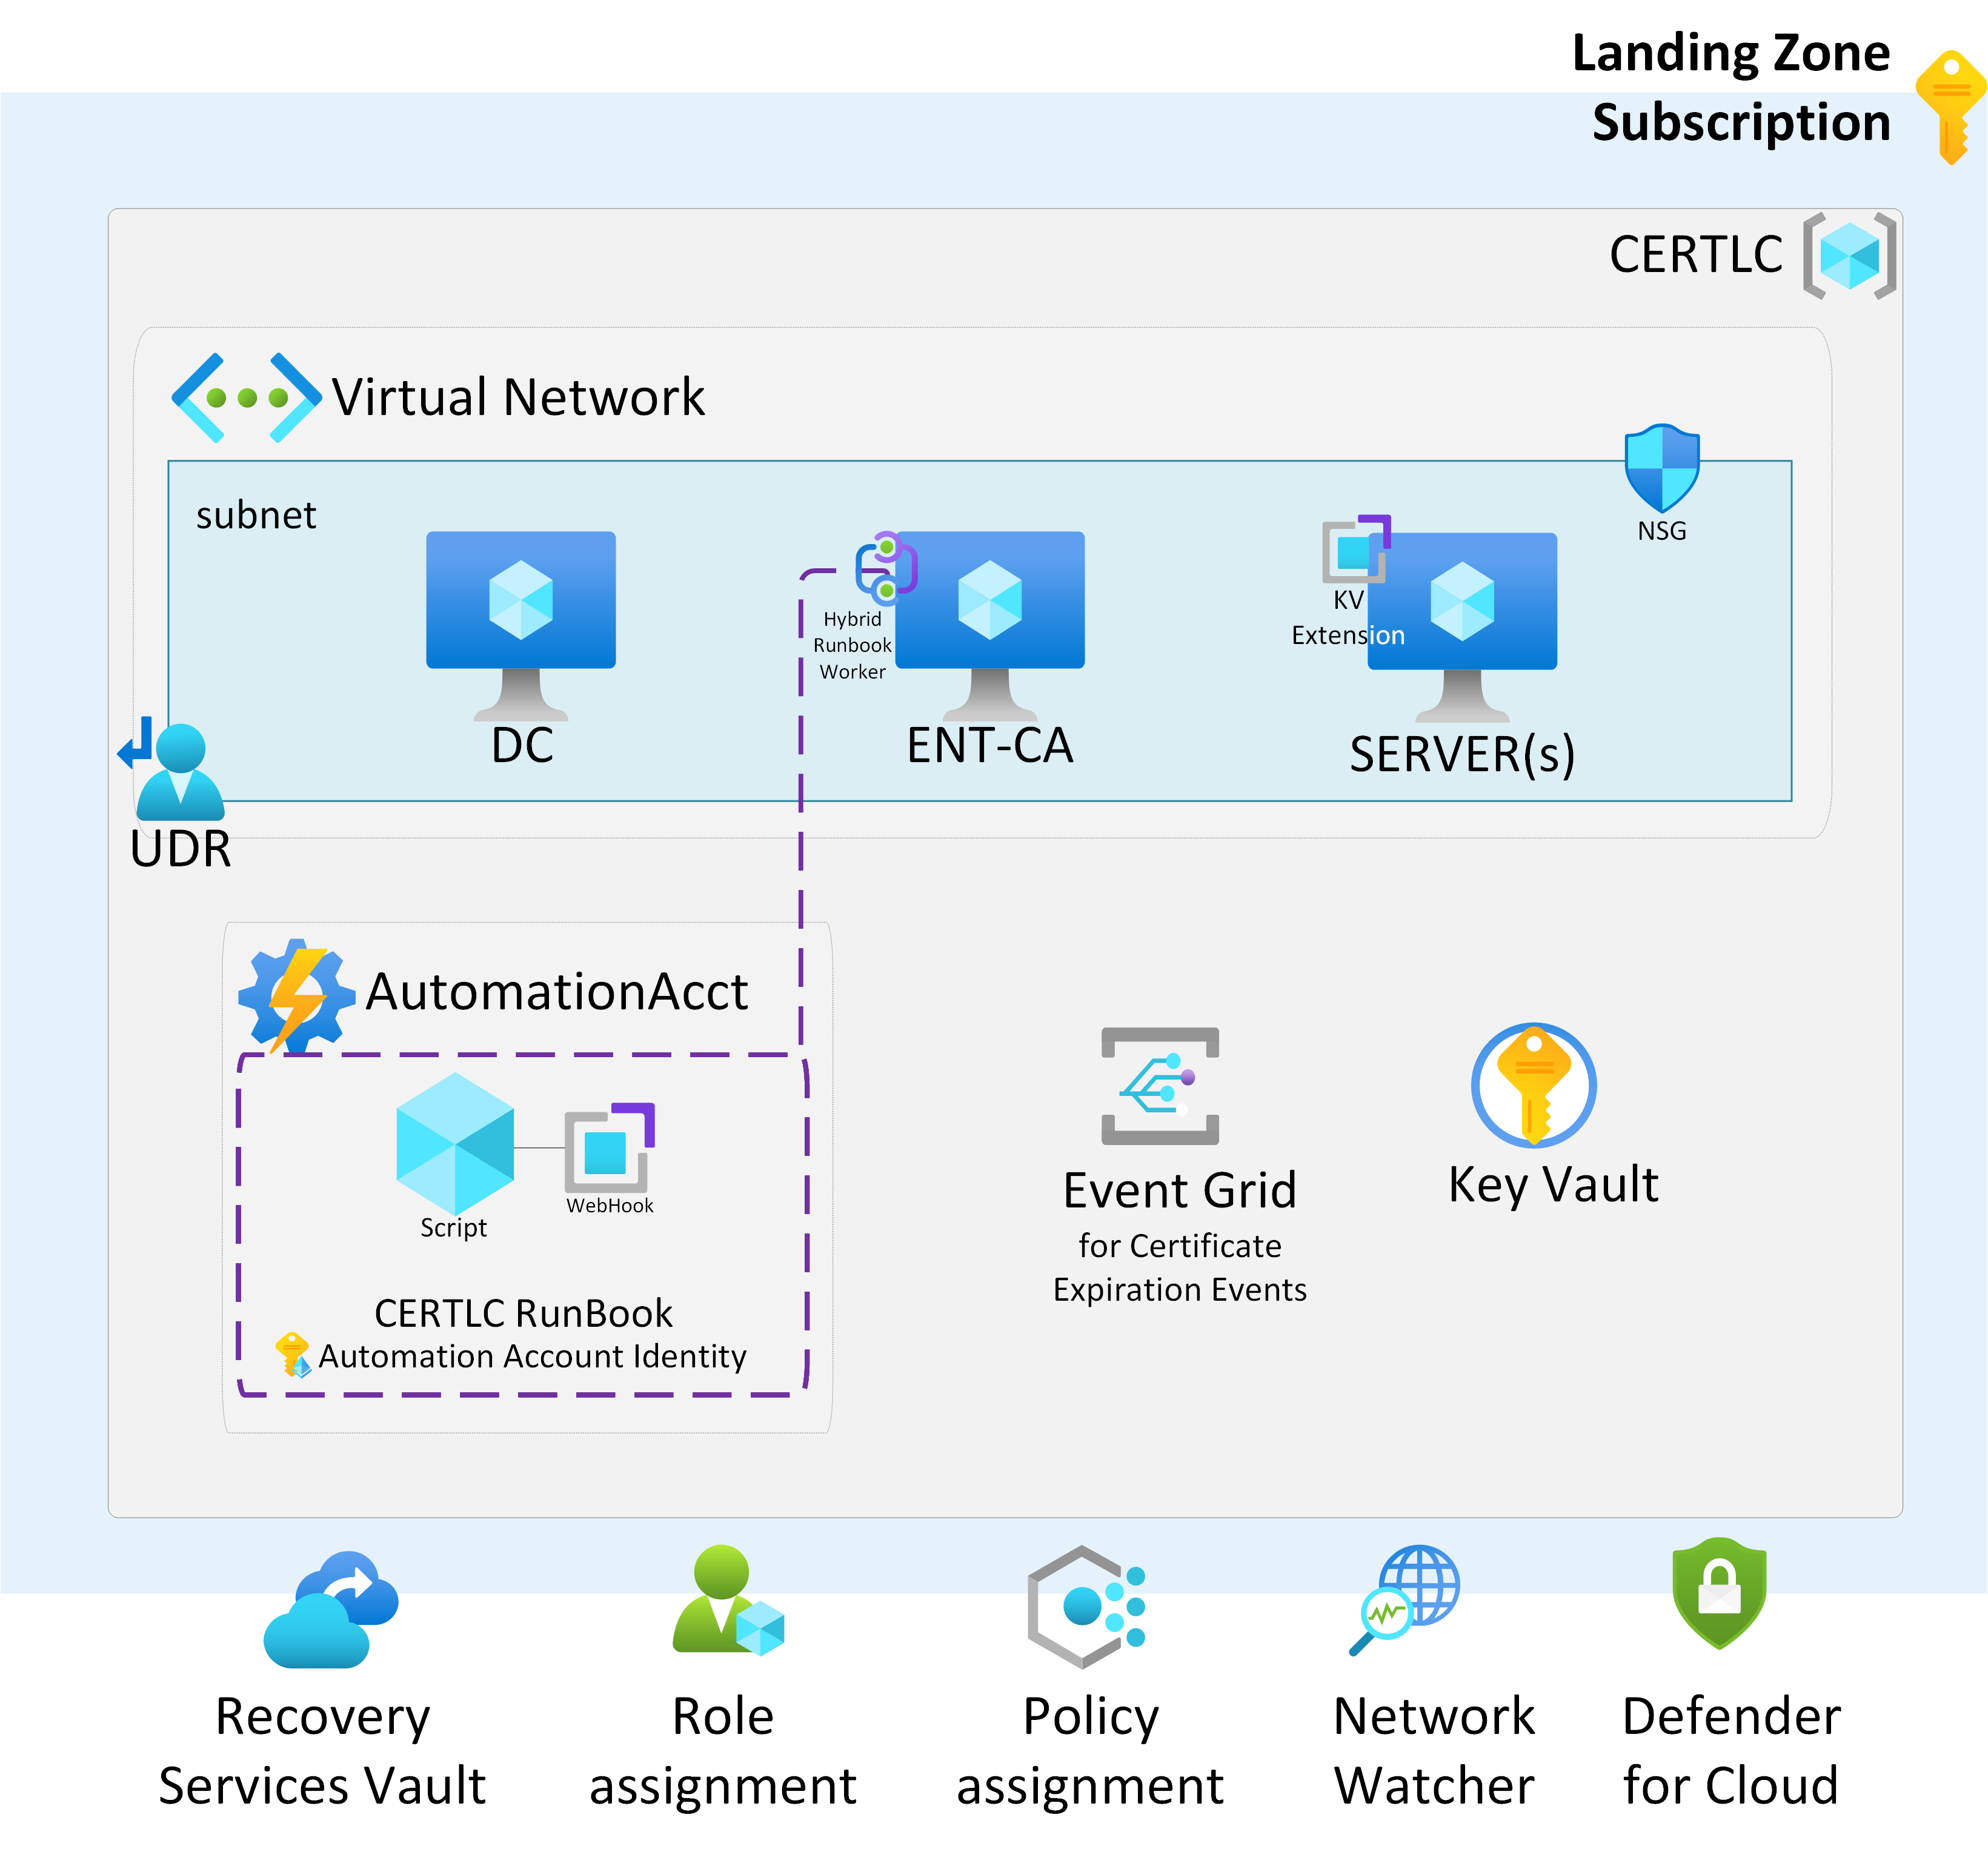 Landing Zone
Subscription
CERTLC
Virtual Network
subnet
NSG
Hybrid
Runbook
Worker
KV
Extension
DC
ENT-CA
SERVER(s)
UDR
AutomationAcct
Script
WebHook
CERTLC RunBook
Automation Account Identity
Event Grid
for Certificate
Expiration Events
Key Vault
Recovery
Services Vault
Role
assignment
Policy
assignment
Network
Watcher
Defender
for Cloud